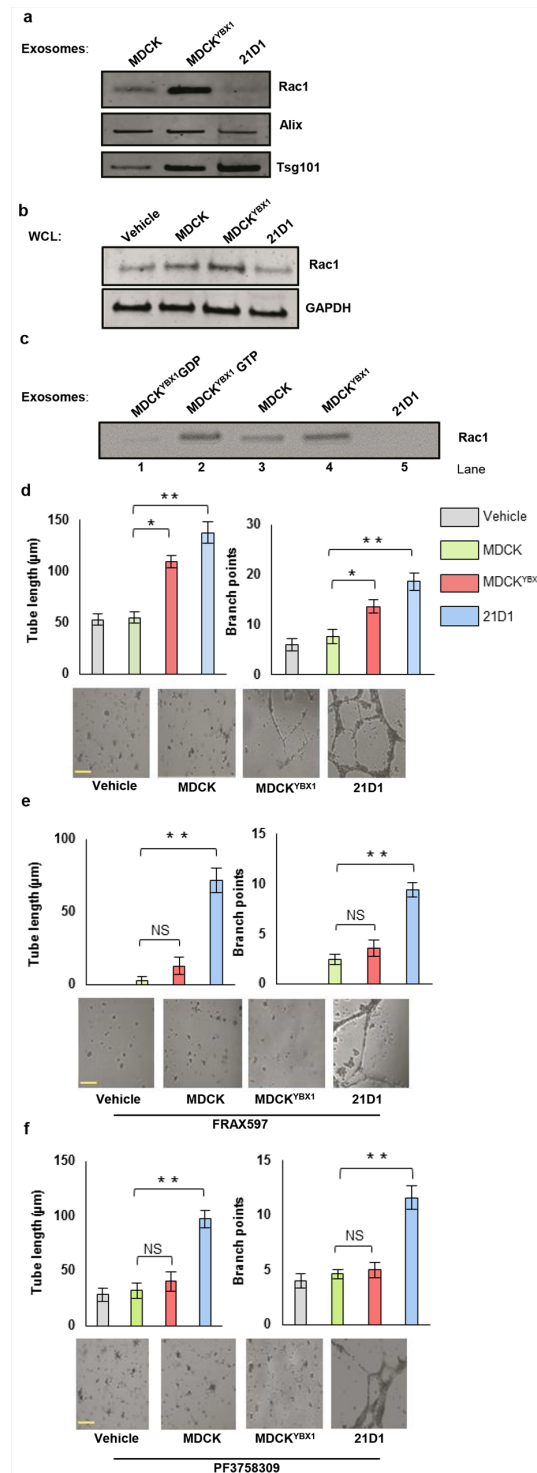 a
Exosomes: MDCK MDCKYBX1 21D1
Rac1
Alix
Tsg101
b
WCL: Vehicle MDCK MDCKYBX1 21D1
Rac1
GAPDH
c
Exosomes: MDCKYBX1 GDP MDCKYBX1 GTP MDCK MDCKYBX1 21D1
Rac1
1 2 3 4 5 Lane
d
Tube length (µm)
150
100
50
0
* *
*
Branch points
30
20
10
0
* *
*
Vehicle
MDCK
MDCKYBX
21D1
Vehicle MDCK MDCKYBX1 21D1
e
Tube length (µm)
100
50
0
* *
NS
Branch points
15
10
5
0
* *
NS
Vehicle MDCK MDCKYBX1 21D1
FRAX597
f
Tube length (µm)
150
100
50
0
* *
NS
Branch points
15
10
5
0
* *
NS
Vehicle MDCK MDCKYBX1 21D1
PF3758309